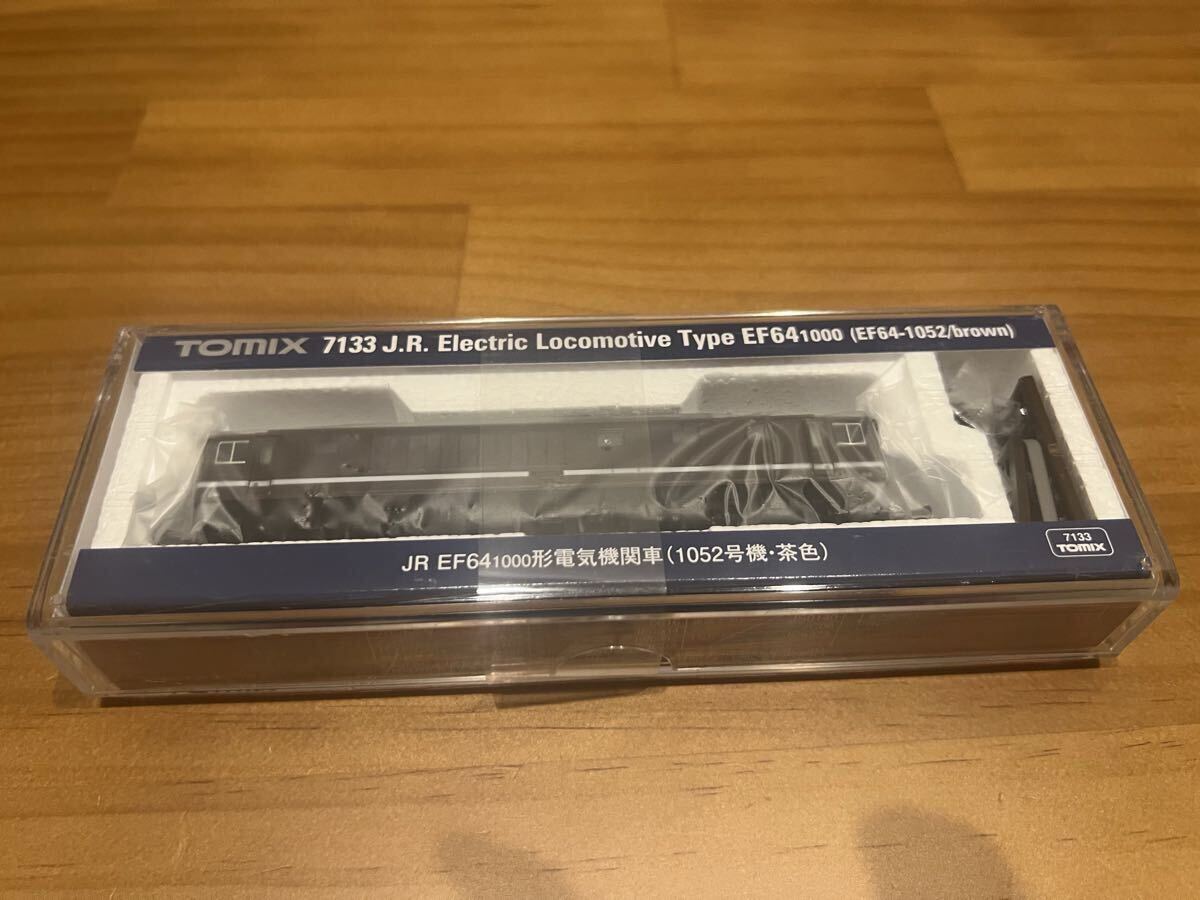 TOMIX 7133 J.R. Electric Locomotive Type EF641000 (EF64-1052/brown)
JR EF641000形電気機関車(1052号機・茶色)
7133
TOMIX